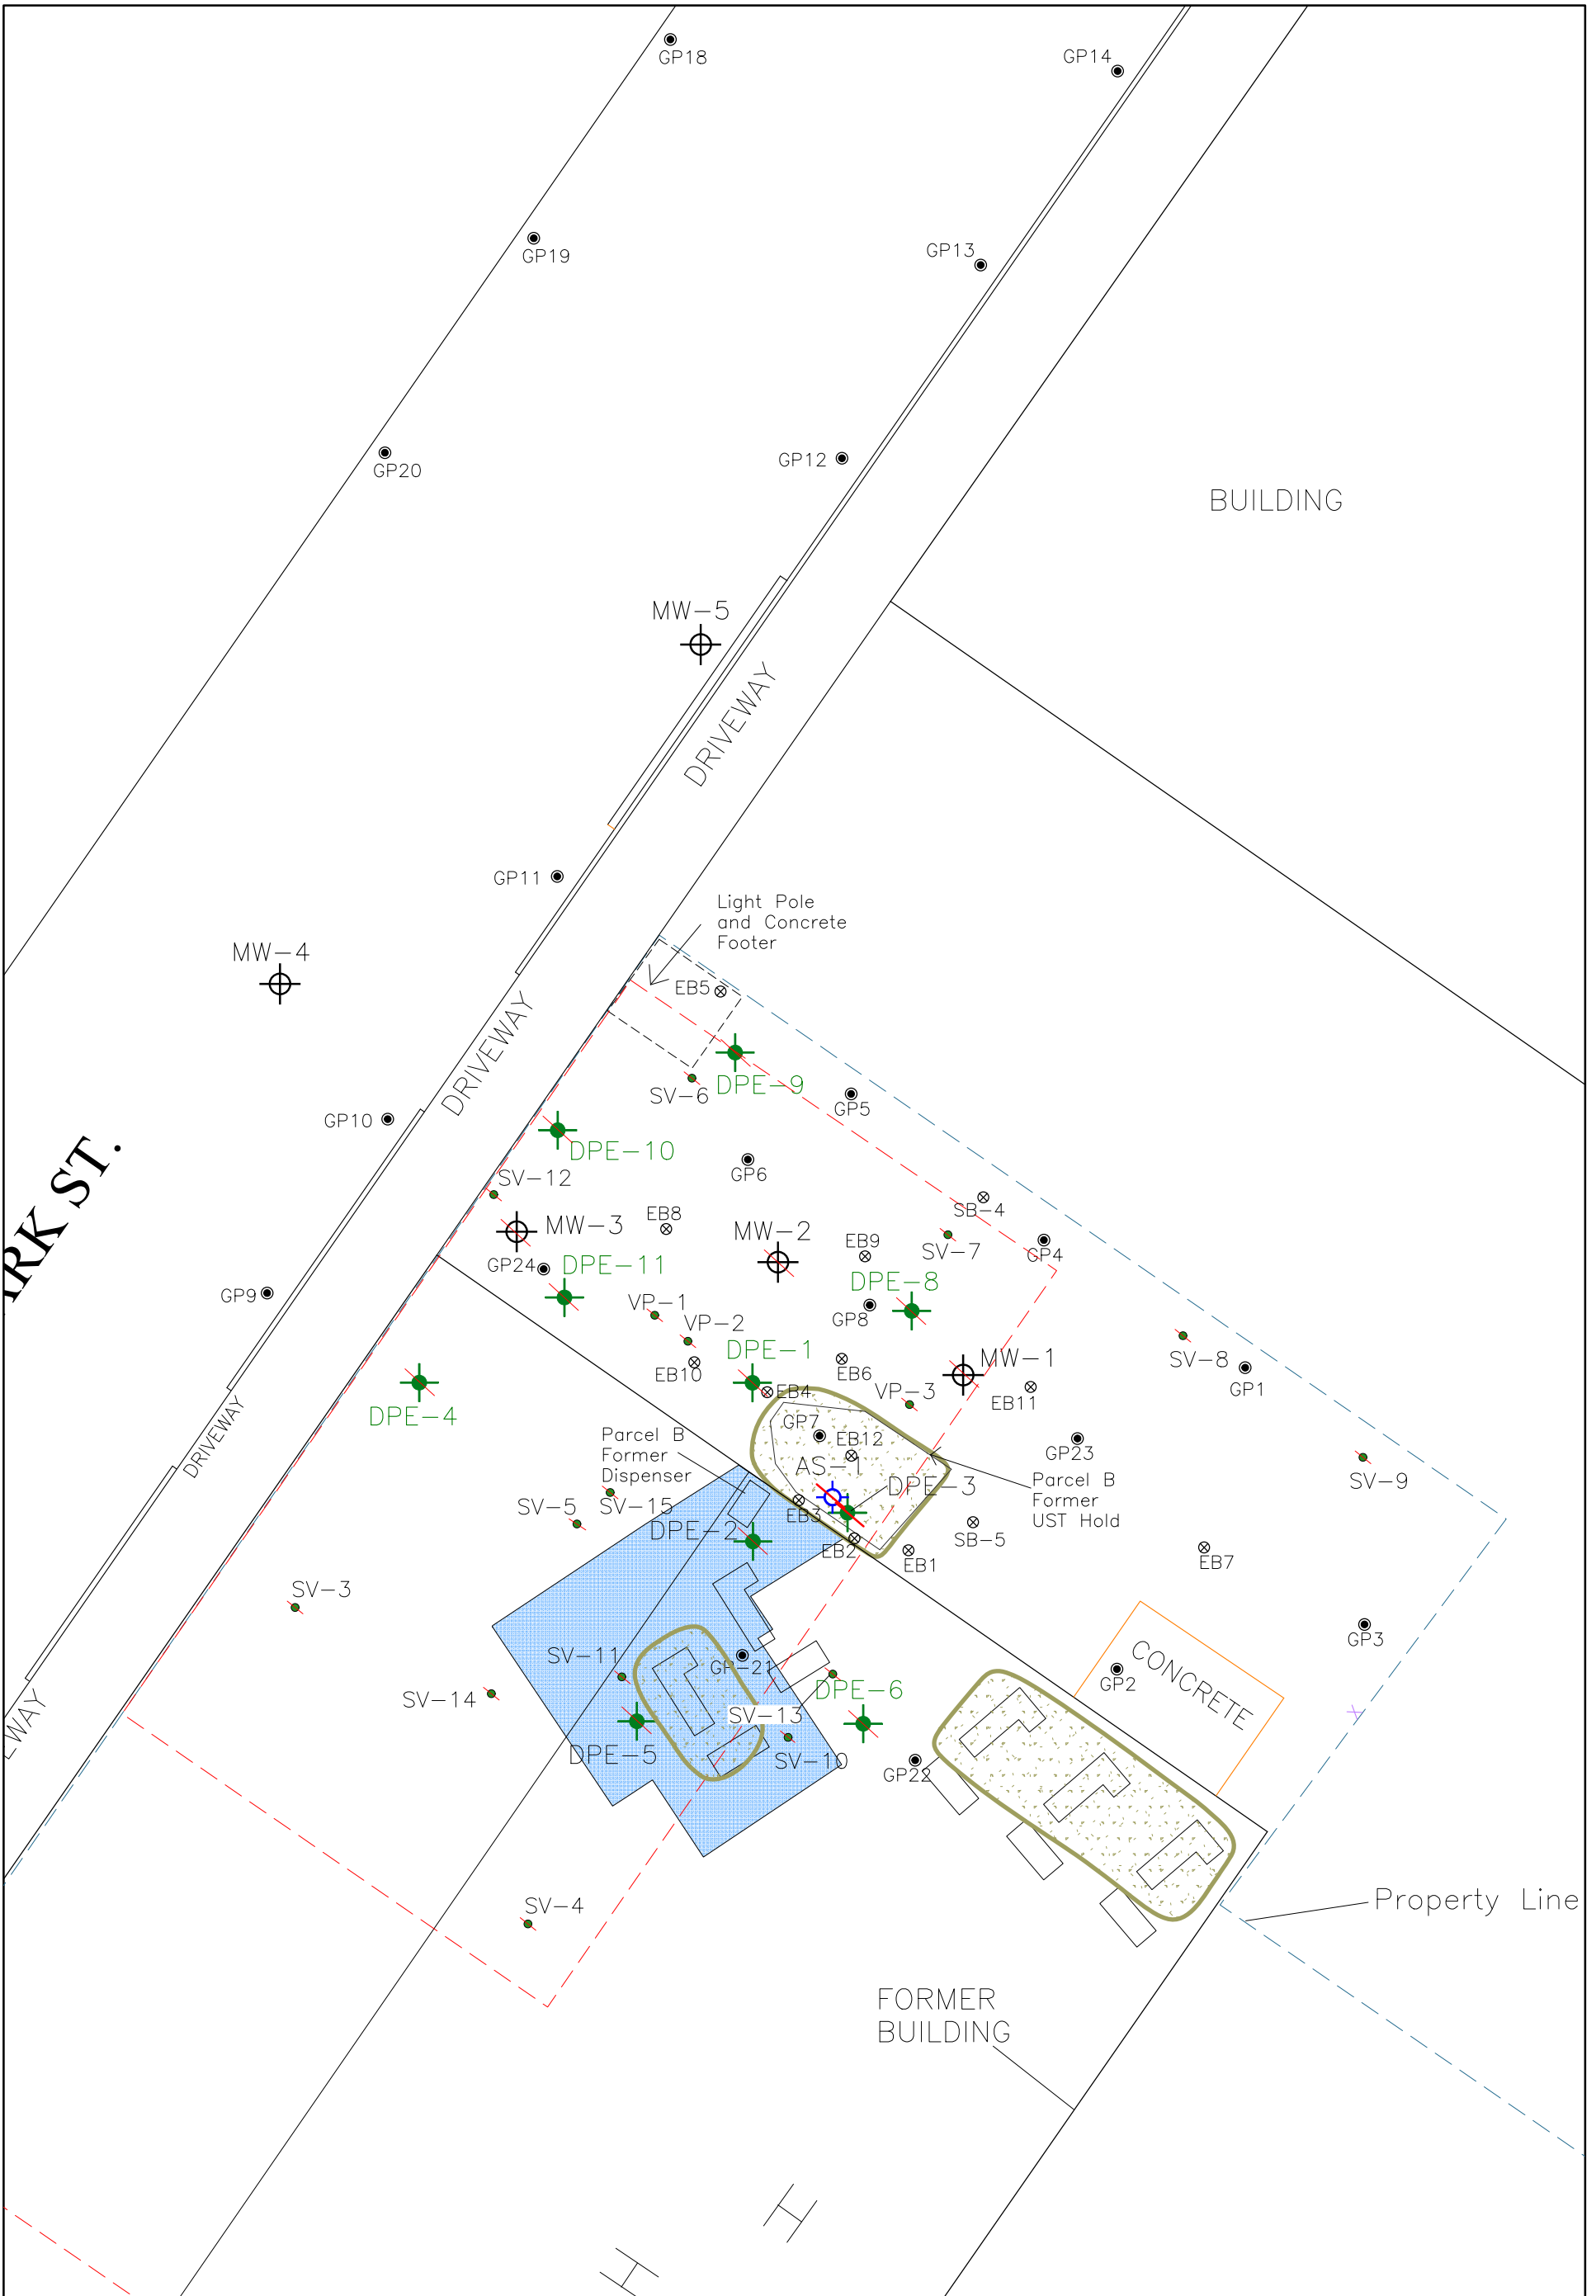 GP18
GP14
GP19
GP13
GP20
GP12
BUILDING
MW-5
DRIVEWAY
GP11
Light Pole
and Concrete
Footer
MW-4
EB5
DRIVEWAY
DPE-9
SV-6
GP5
GP10
DPE-10
GP6
SV-12
SB-4
RK ST.
MW-3
EB8
MW-2
EB9
SV-7
GP4
GP24
DPE-11
DPE-8
GP9
VP-1
GP8
VP-2
SV-8
DPE-1
MW-1
EB10
EB6
GP1
EB4
VP-3
EB11
DPE-4
GP7
DRIVEWAY
Parcel B
Former
Dispenser
EB12
GP23
AS-1
DPE-3
Parcel B
Former
UST Hold
SV-9
SV-5
SV-15
EB3
DPE-2
EB2
EB1
SB-5
EB7
SV-3
GP3
SV-11
GP-21
CONCRETE
GP2
SV-14
DPE-6
SV-13
WAY
DPE-5
SV-10
GP22
Property Line
SV-4
FORMER
BUILDING